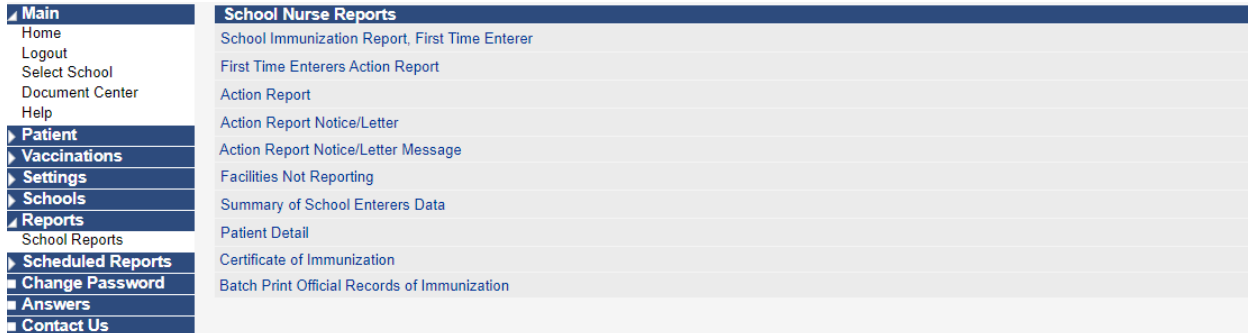 Main
Home
Logout
Select School
Document Center
Help
Patient
Vaccinations
Settings
Schools
Reports
School Reports
Scheduled Reports
Change Password
Answers
Contact Us
School Nurse Reports
School Immunization Report, First Time Enterer
First Time Enterers Action Report
Action Report
Action Report Notice/Letter
Action Report Notice/Letter Message
Facilities Not Reporting
Summary of School Enterers Data
Patient Detail
Certificate of Immunization
Batch Print Official Records of Immunization